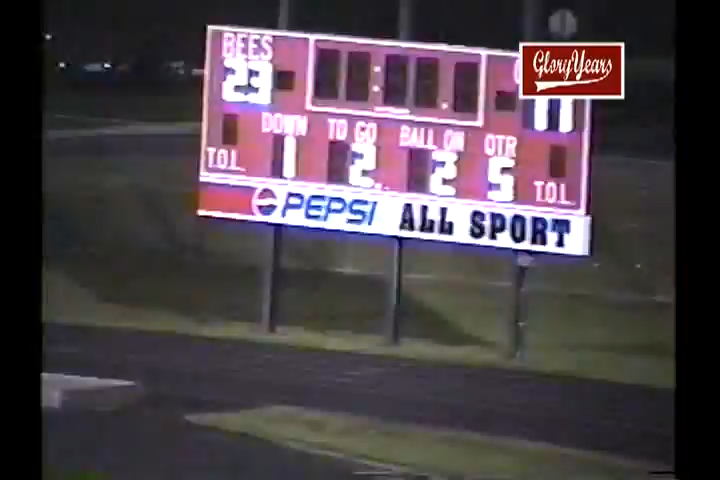 BEES
GloryYears
23
DOWN TO GO BALL ON QTR
T.O.L. 1 2 2 5 T.O.L.
PEPSI ALL SPORT